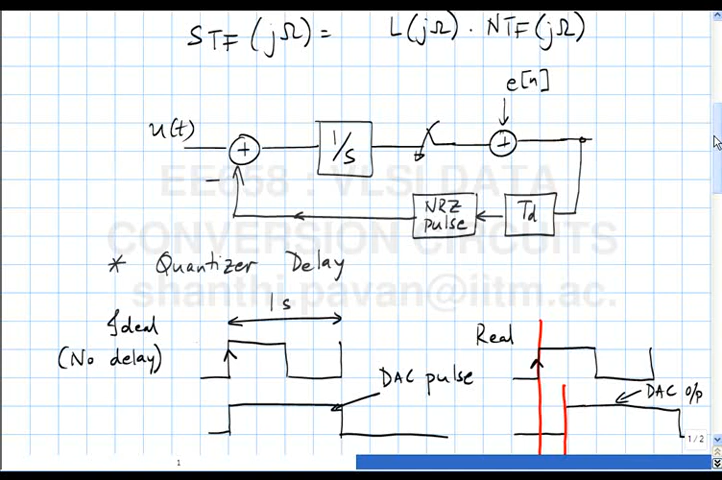 STF(jΩ) = L(jΩ) · NTF(jΩ)
e[n]
u(t)
+
1/s
+
−
NRZ
pulse
Td
EE658 : VLSI DATA
CONVERSION CIRCUITS
shanthi.pavan@iitm.ac.
* Quantizer Delay
1s
Ideal
(No delay)
DAC pulse
Real
DAC o/p
1/2
1